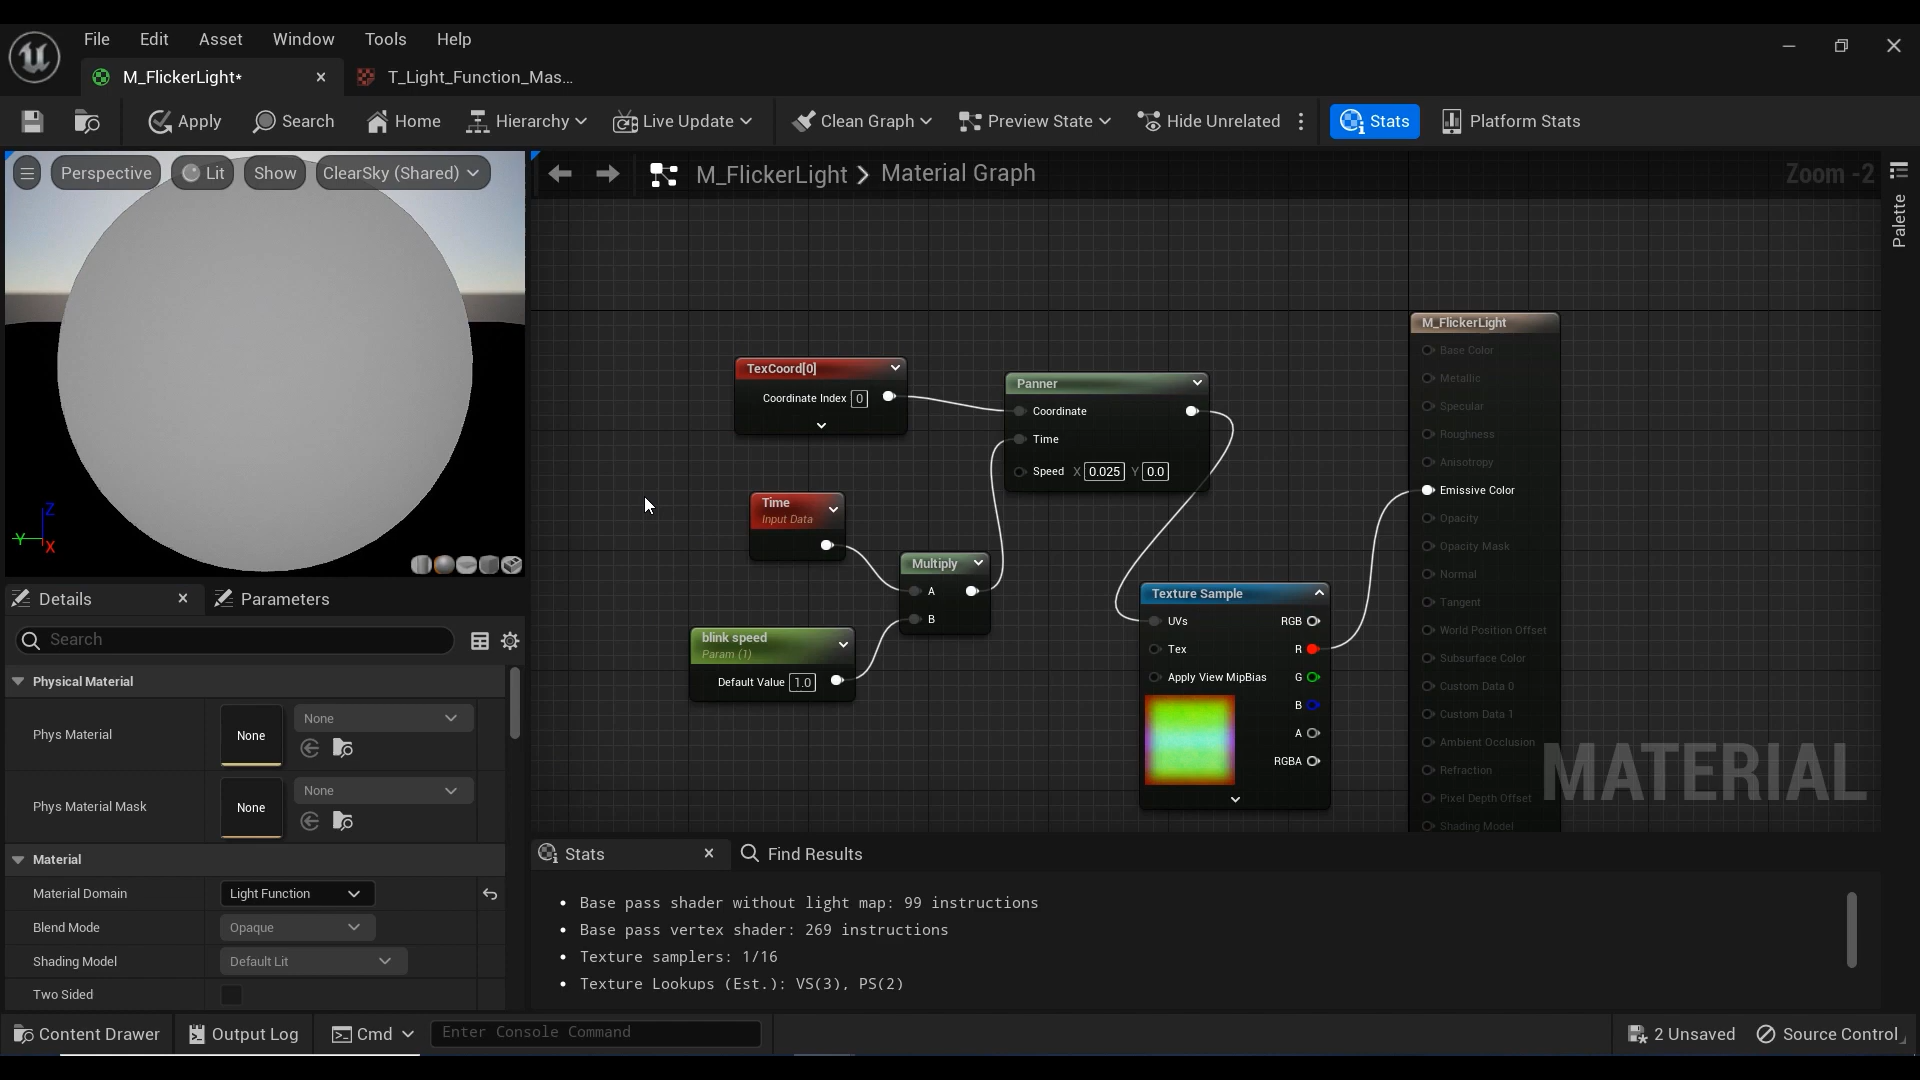 File Edit Asset Window Tools Help
M_FlickerLight* T_Light_Function_Mas...
Apply Search Home Hierarchy Live Update Clean Graph Preview State Hide Unrelated Stats Platform Stats
Perspective Lit Show ClearSky (Shared)
M_FlickerLight Material Graph Zoom -2
Palette
Z
Y
X
TexCoord[0]
Coordinate Index 0
Panner
Coordinate
Time
Speed X 0.025 Y 0.0
Time
Input Data
Multiply
A
B
blink speed
Param (1)
Default Value 1.0
Texture Sample
UVs RGB
Tex R
Apply View MipBias G
B
A
RGBA
M_FlickerLight
Base Color
Metallic
Specular
Roughness
Anisotropy
Emissive Color
Opacity
Opacity Mask
Normal
Tangent
World Position Offset
Subsurface Color
Custom Data 0
Custom Data 1
Ambient Occlusion
Refraction
Pixel Depth Offset
Shading Model
MATERIAL
Details Parameters
Search
Physical Material
Phys Material None None
Phys Material Mask None None
Material
Material Domain Light Function
Blend Mode Opaque
Shading Model Default Lit
Two Sided
Stats Find Results
• Base pass shader without light map: 99 instructions
• Base pass vertex shader: 269 instructions
• Texture samplers: 1/16
• Texture Lookups (Est.): VS(3), PS(2)
Content Drawer Output Log Cmd Enter Console Command 2 Unsaved Source Control